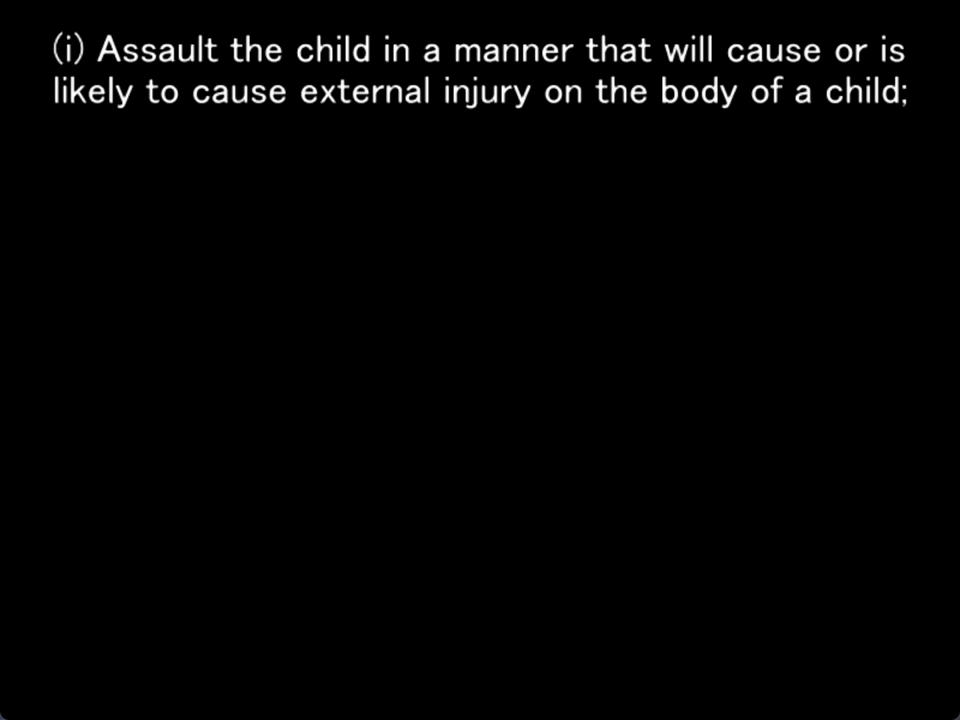 (i) Assault the child in a manner that will cause or is
likely to cause external injury on the body of a child;